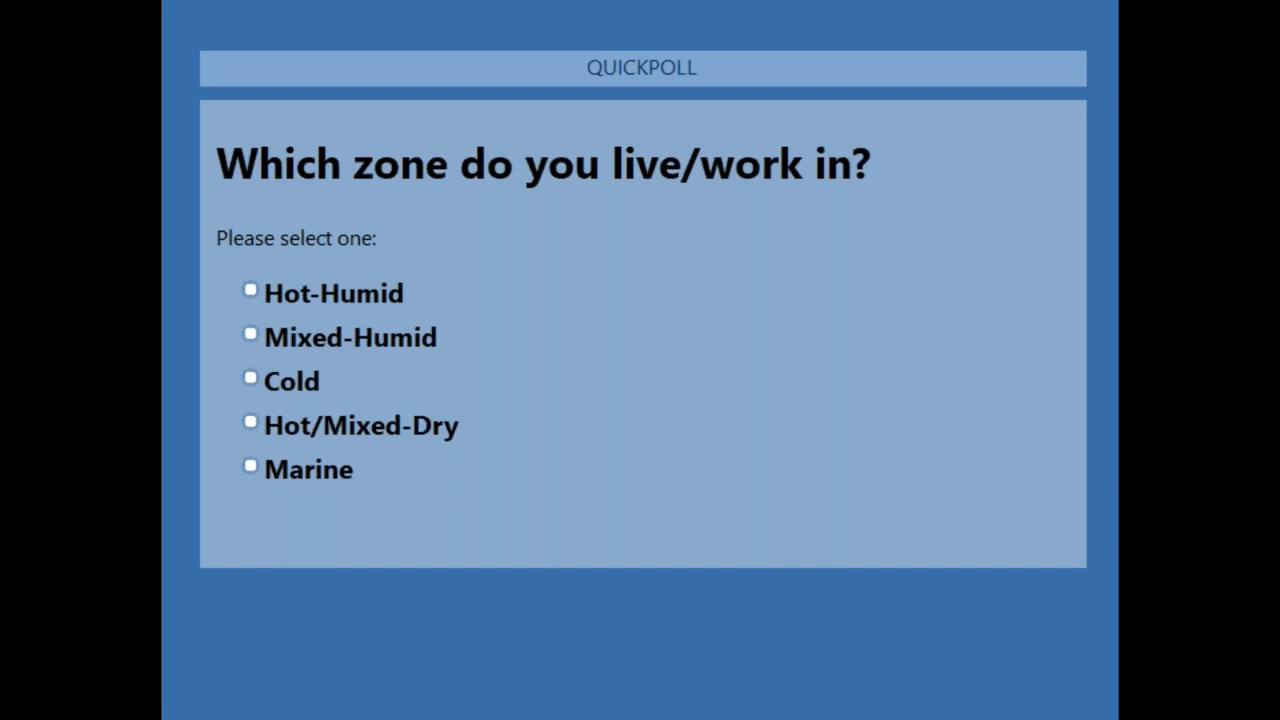 QUICKPOLL
Which zone do you live/work in?
Please select one:
Hot-Humid
Mixed-Humid
Cold
Hot/Mixed-Dry
Marine